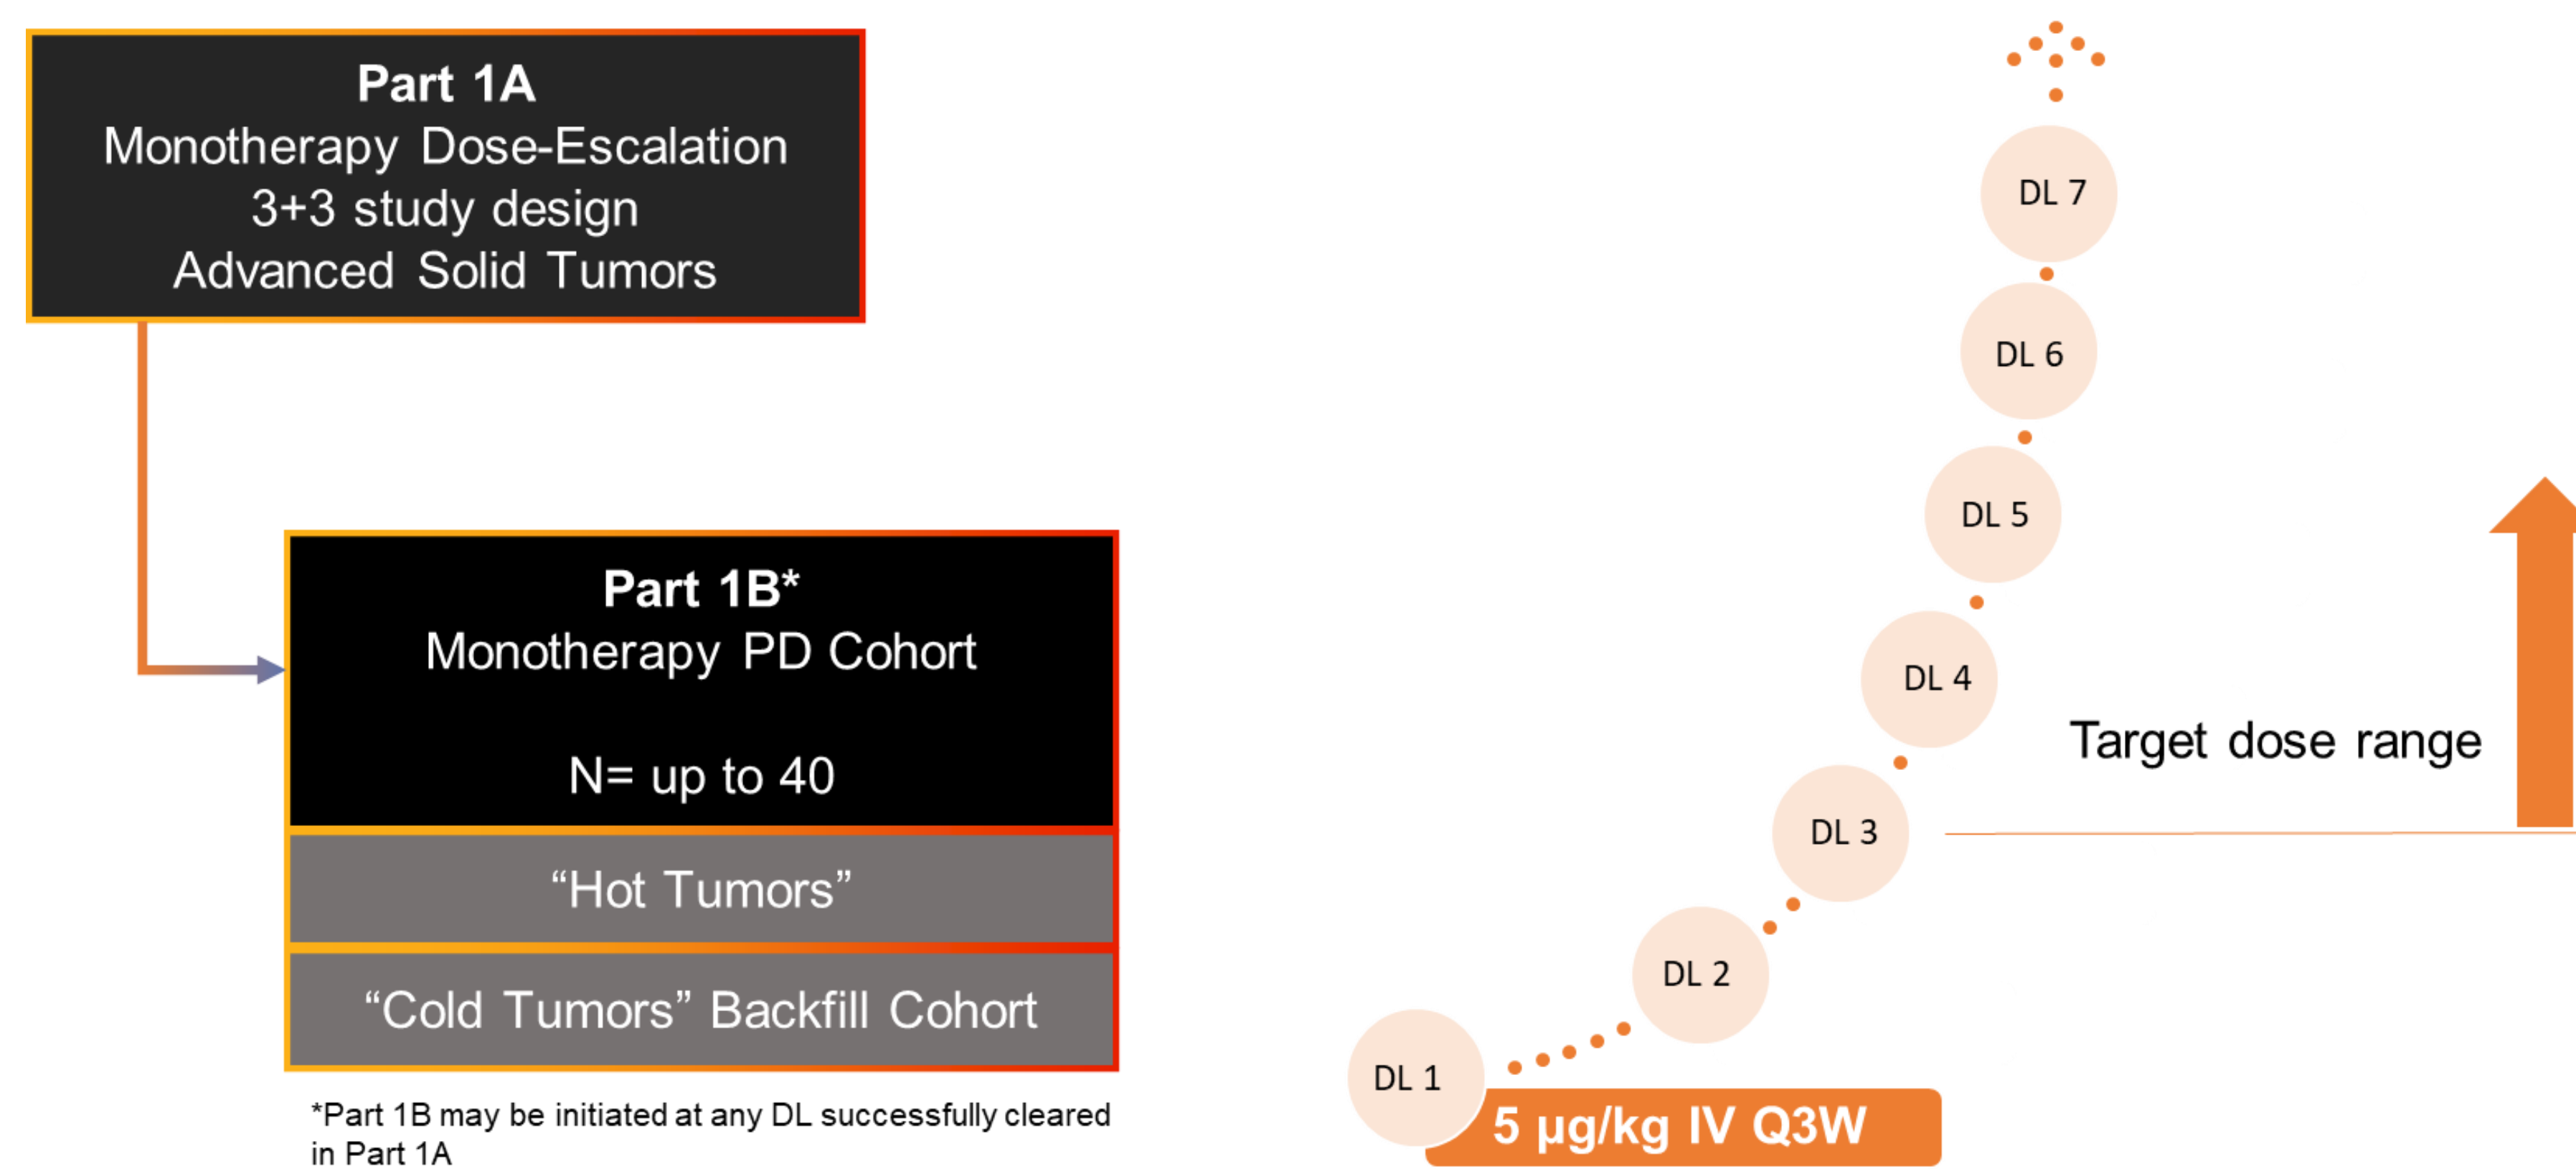 Part 1A
Monotherapy Dose-Escalation
3+3 study design
Advanced Solid Tumors
Part 1B*
Monotherapy PD Cohort
N= up to 40
“Hot Tumors”
“Cold Tumors” Backfill Cohort
*Part 1B may be initiated at any DL successfully cleared
in Part 1A
DL 7
DL 6
DL 5
DL 4
Target dose range
DL 3
DL 2
DL 1
5 µg/kg IV Q3W